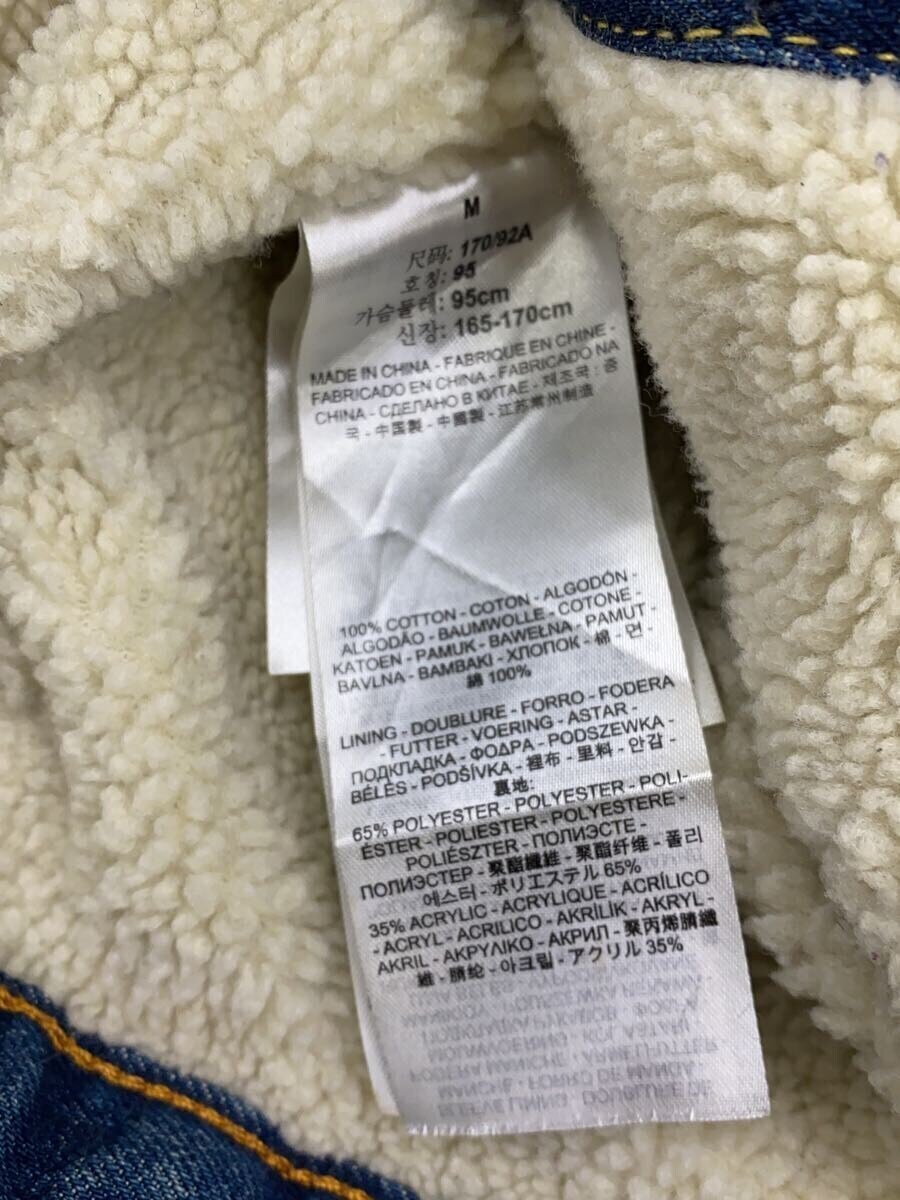 M
尺码: 170/92A
호칭: 95
가슴둘레: 95cm
신장: 165-170cm
MADE IN CHINA - FABRIQUE EN CHINE -
FABRICADO EN CHINA - FABRICADO NA
CHINA - СДЕЛАНО В КИТАЕ - 제조국 : 중
국 - 中国製 - 中國製 - 江苏常州制造
100% COTTON - COTON - ALGODÓN -
ALGODÃO - BAUMWOLLE - COTONE -
KATOEN - PAMUK - BAWEŁNA - PAMUT -
BAVLNA - BAMBAKI - ХЛОПОК - 棉 - 면 -
綿 100%
LINING - DOUBLURE - FORRO - FODERA
- FUTTER - VOERING - ASTAR -
ПОДКЛАДКА - ФОДРА - PODSZEWKA -
BÉLÉS - PODŠÍVKA - 裡布 - 里料 - 안감 -
裏地:
65% POLYESTER - POLYESTER - POLI-
ÉSTER - POLIESTER - POLYESTERE -
POLIÉSZTER - ПОЛИЭСТЕ -
ПОЛИЭСТЕР - 聚酯纖維 - 聚酯纤维 - 폴리
에스터 - ポリエステル 65%
35% ACRYLIC - ACRYLIQUE - ACRÍLICO
- ACRYL - ACRILICO - AKRİLİK - AKRYL -
AKRIL - AKPYΛIKO - АКРИЛ - 聚丙烯腈纖
維 - 腈纶 - 아크릴 - アクリル 35%